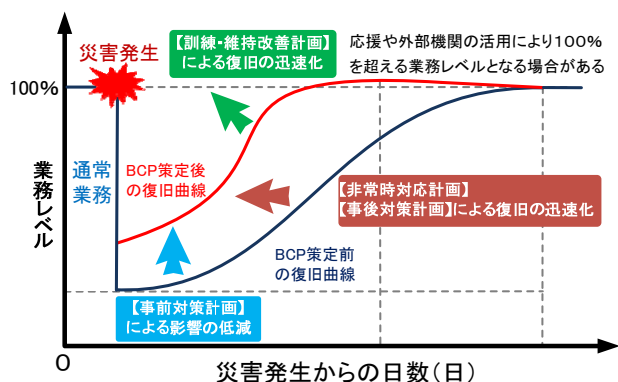 災害発生
【訓練・維持改善計画】
による復旧の迅速化
応援や外部機関の活用により100%
を超える業務レベルとなる場合がある
100%
業務レベル
通常
業務
BCP策定後
の復旧曲線
【非常時対応計画】
【事後対策計画】による復旧の迅速化
BCP策定前
の復旧曲線
【事前対策計画】
による影響の低減
O
災害発生からの日数(日)